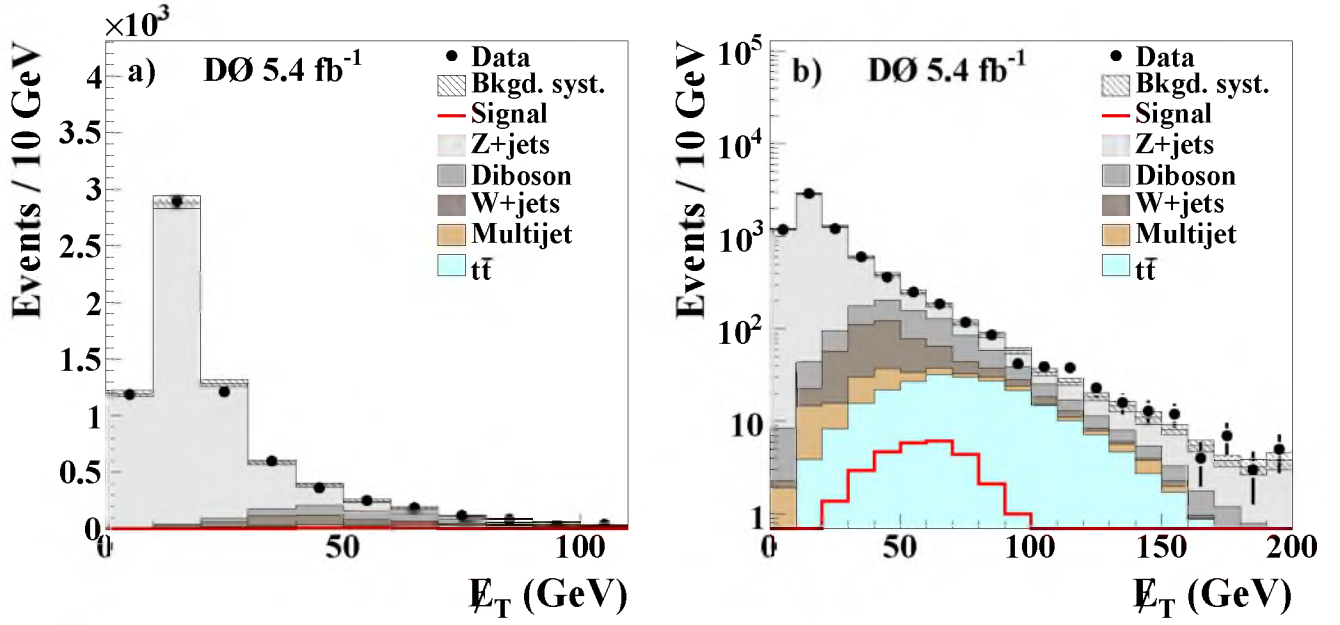 ×10³
a) DØ 5.4 fb⁻¹
Data
Bkgd. syst.
Signal
Z+jets
Diboson
W+jets
Multijet
tt̄
Events / 10 GeV
4
3.5
3
2.5
2
1.5
1
0.5
0
0 50 100
E̸_T (GeV)
b) DØ 5.4 fb⁻¹
Data
Bkgd. syst.
Signal
Z+jets
Diboson
W+jets
Multijet
tt̄
Events / 10 GeV
10⁵
10⁴
10³
10²
10
1
0 50 100 150 200
E̸_T (GeV)